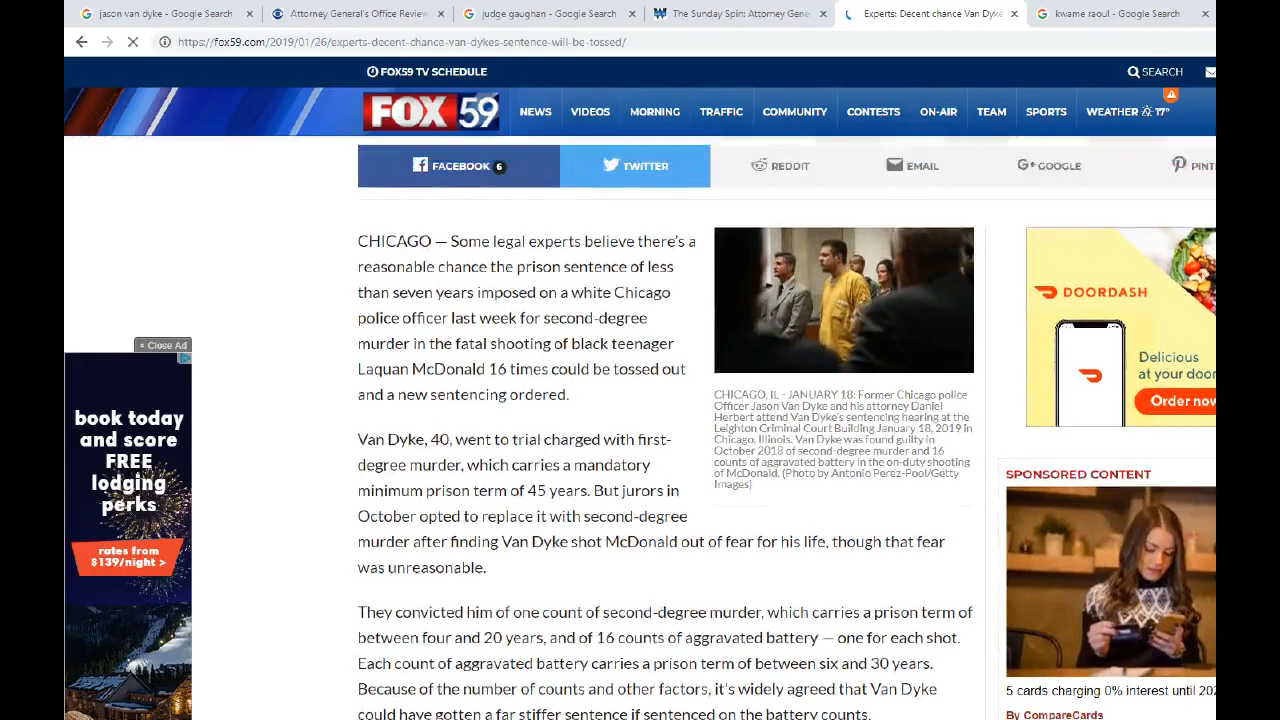 jason van dyke - Google Search
Attorney General's Office Review
judge gaughan - Google Search
The Sunday Spin: Attorney Gene
Experts: Decent chance Van Dyke
kwame raoul - Google Search
https://fox59.com/2019/01/26/experts-decent-chance-van-dykes-sentence-will-be-tossed/
FOX59 TV SCHEDULE
SEARCH
FOX 59
NEWS
VIDEOS
MORNING
TRAFFIC
COMMUNITY
CONTESTS
ON-AIR
TEAM
SPORTS
WEATHER
17°
FACEBOOK 6
TWITTER
REDDIT
EMAIL
G+ GOOGLE
PINT
CHICAGO — Some legal experts believe there's a
reasonable chance the prison sentence of less
than seven years imposed on a white Chicago
police officer last week for second-degree
murder in the fatal shooting of black teenager
Laquan McDonald 16 times could be tossed out
and a new sentencing ordered.
CHICAGO, IL - JANUARY 18: Former Chicago police
Officer Jason Van Dyke and his attorney Daniel
Herbert attend Van Dyke's sentencing hearing at the
Leighton Criminal Court Building January 18, 2019 in
Chicago, Illinois. Van Dyke was found guilty in
October 2018 of second-degree murder and 16
counts of aggravated battery in the on-duty shooting
of McDonald. (Photo by Antonio Perez-Pool/Getty
Images)
Van Dyke, 40, went to trial charged with first-
degree murder, which carries a mandatory
minimum prison term of 45 years. But jurors in
October opted to replace it with second-degree
murder after finding Van Dyke shot McDonald out of fear for his life, though that fear
was unreasonable.
They convicted him of one count of second-degree murder, which carries a prison term of
between four and 20 years, and of 16 counts of aggravated battery — one for each shot.
Each count of aggravated battery carries a prison term of between six and 30 years.
Because of the number of counts and other factors, it's widely agreed that Van Dyke
could have gotten a far stiffer sentence if sentenced on the battery counts.
× Close Ad
book today
and score
FREE
lodging
perks
rates from
$139/night >
DOORDASH
Delicious
at your door
Order now
SPONSORED CONTENT
5 cards charging 0% interest until 202
By CompareCards